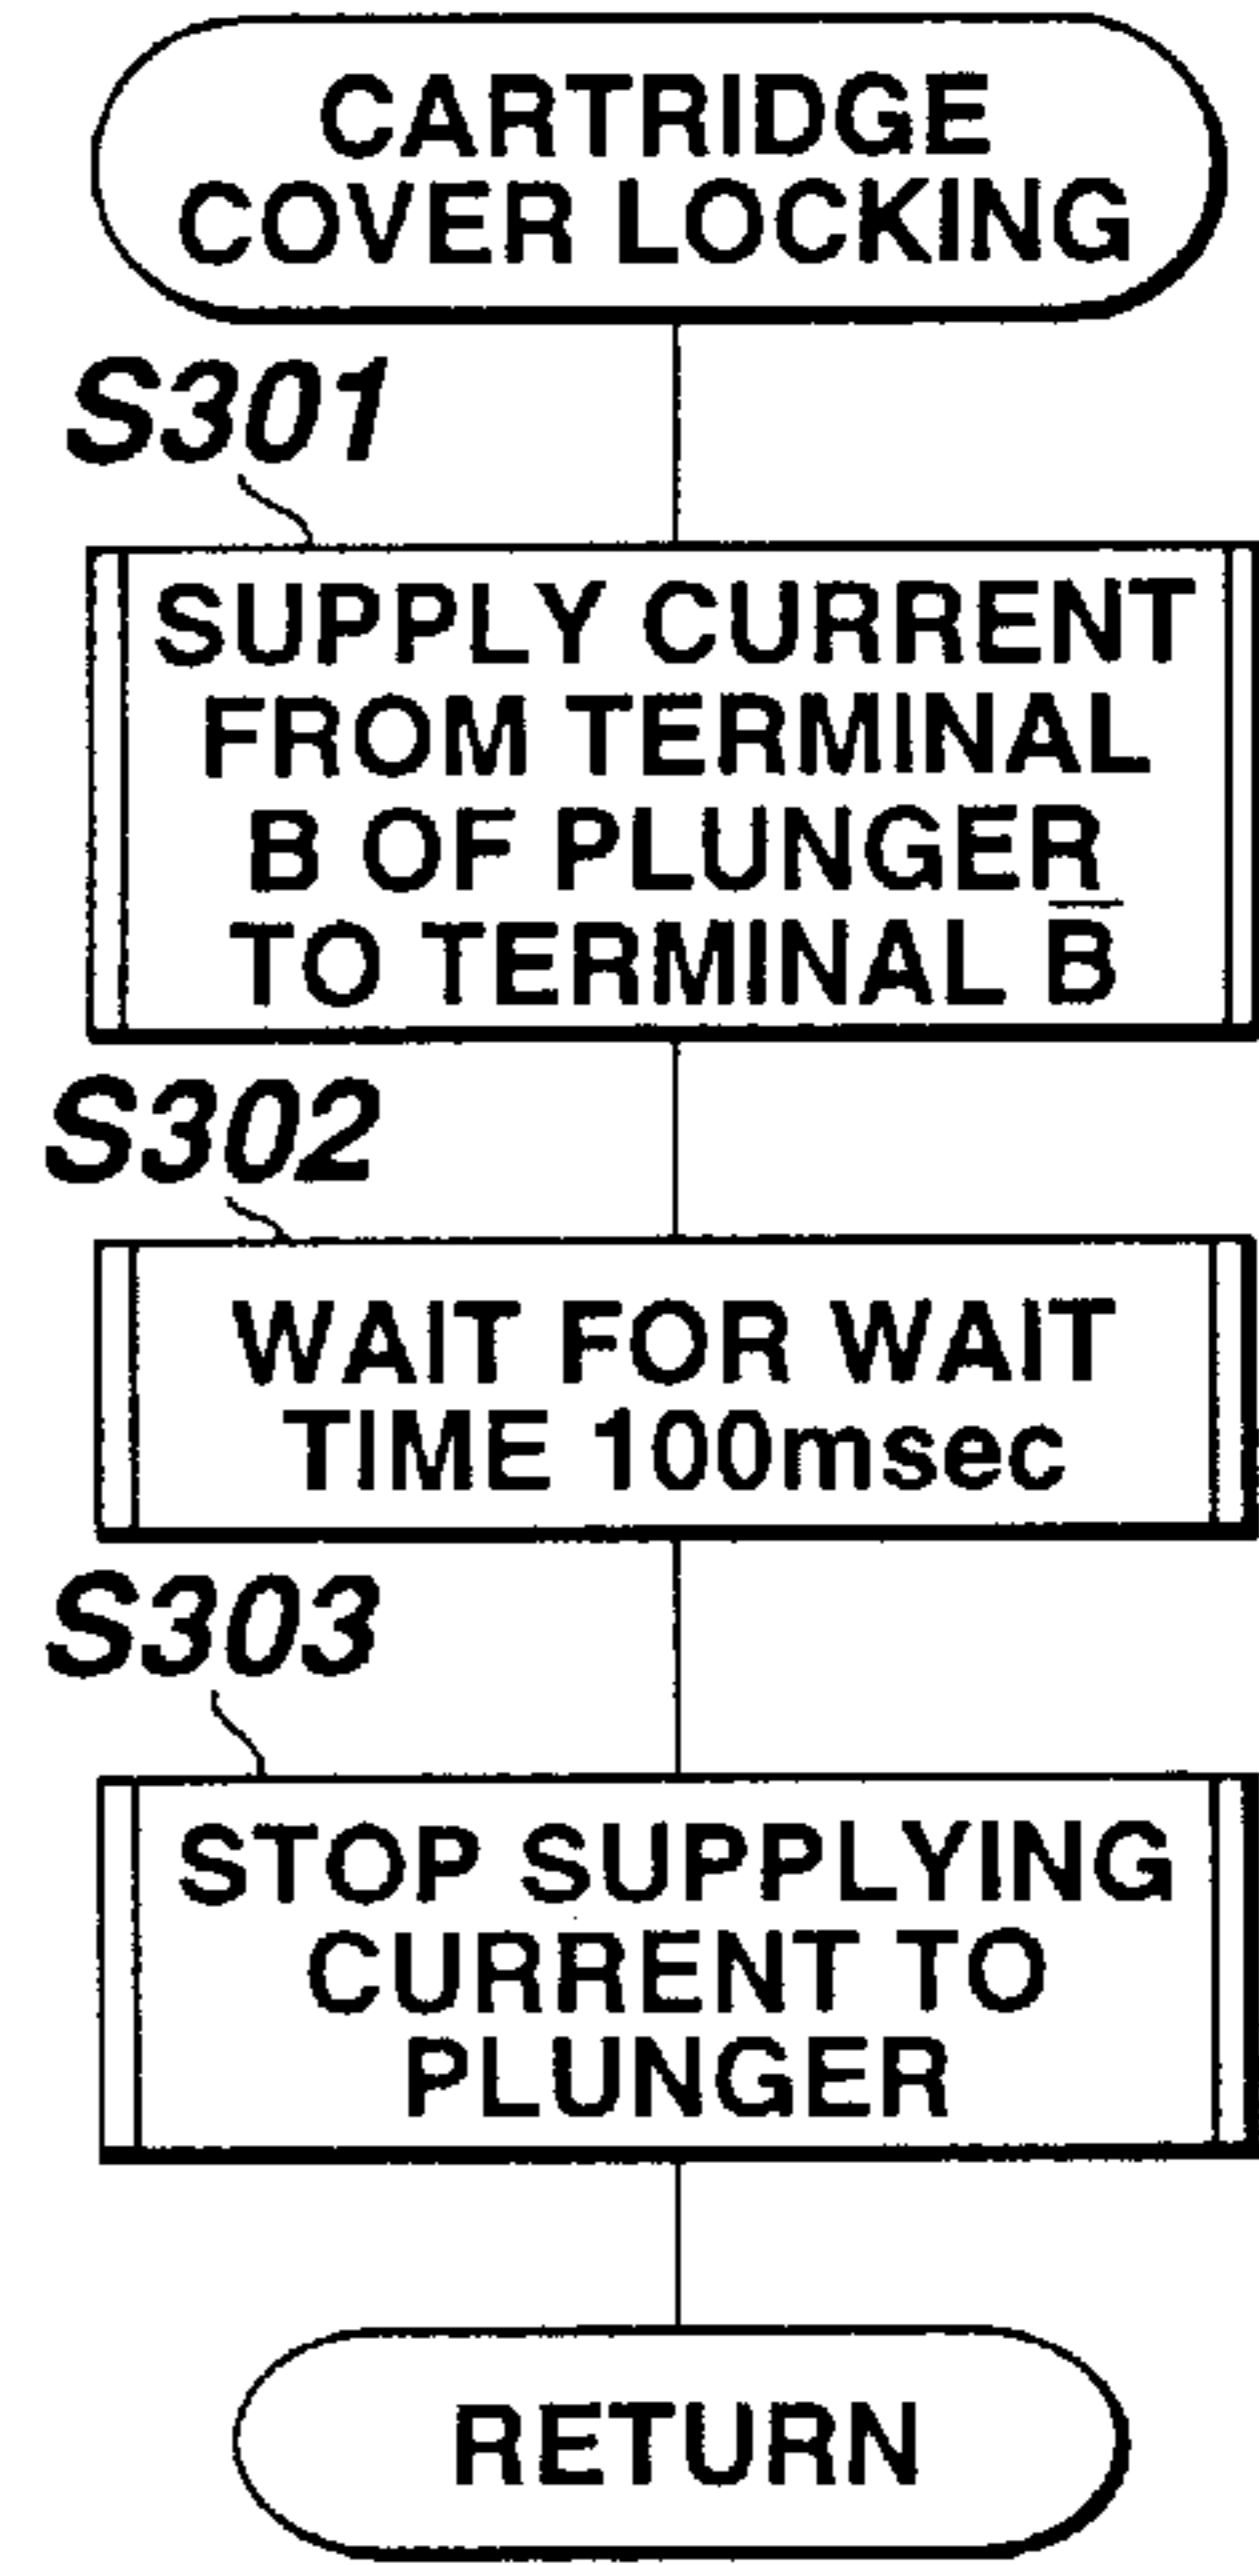 CARTRIDGE
COVER LOCKING
S301
SUPPLY CURRENT
FROM TERMINAL
B OF PLUNGER
TO TERMINAL B̅
S302
WAIT FOR WAIT
TIME 100msec
S303
STOP SUPPLYING
CURRENT TO
PLUNGER
RETURN